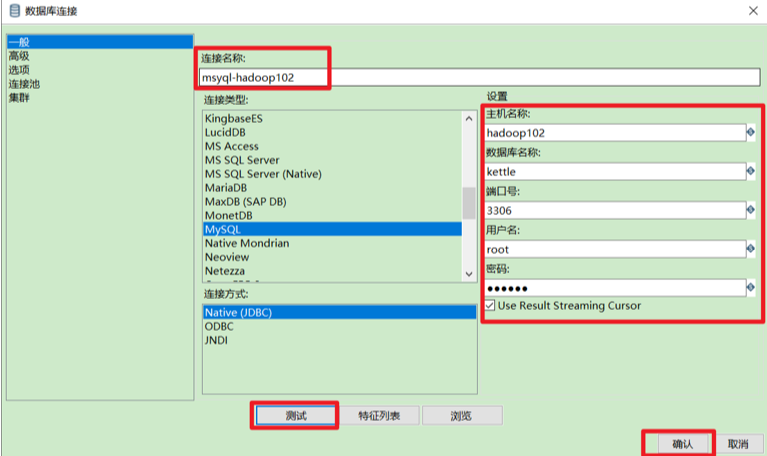 数据库连接
一般
高级
选项
连接池
集群
连接名称:
msyql-hadoop102
连接类型:
KingbaseES
LucidDB
MS Access
MS SQL Server
MS SQL Server (Native)
MariaDB
MaxDB (SAP DB)
MonetDB
MySQL
Native Mondrian
Neoview
Netezza
连接方式:
Native (JDBC)
ODBC
JNDI
设置
主机名称:
hadoop102
数据库名称:
kettle
端口号:
3306
用户名:
root
密码:
●●●●●●
Use Result Streaming Cursor
测试
特征列表
浏览
确认
取消